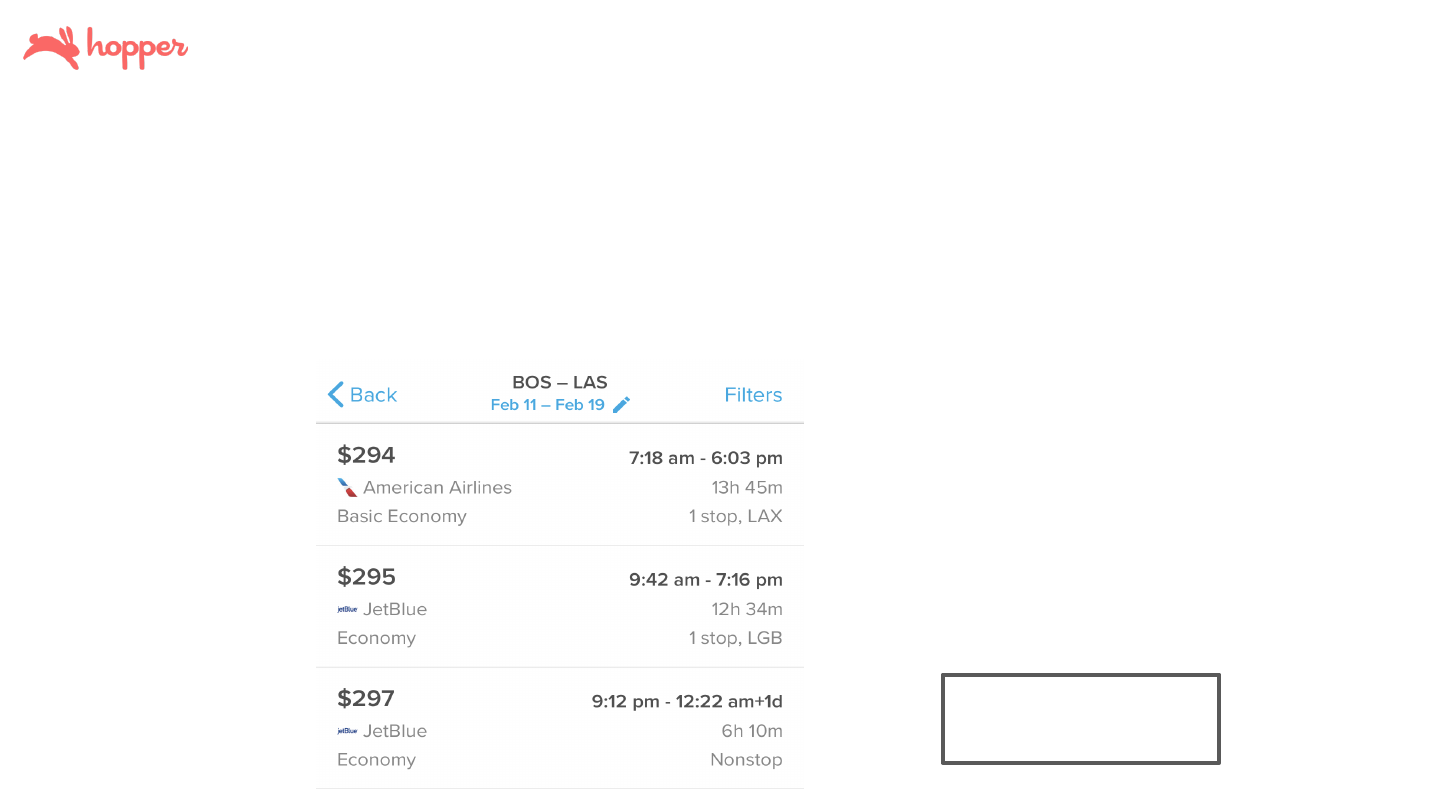 hopper
Back
BOS – LAS
Feb 11 – Feb 19
Filters
$294
7:18 am - 6:03 pm
American Airlines
13h 45m
Basic Economy
1 stop, LAX
$295
9:42 am - 7:16 pm
jetBlue JetBlue
12h 34m
Economy
1 stop, LGB
$297
9:12 pm - 12:22 am+1d
jetBlue JetBlue
6h 10m
Economy
Nonstop